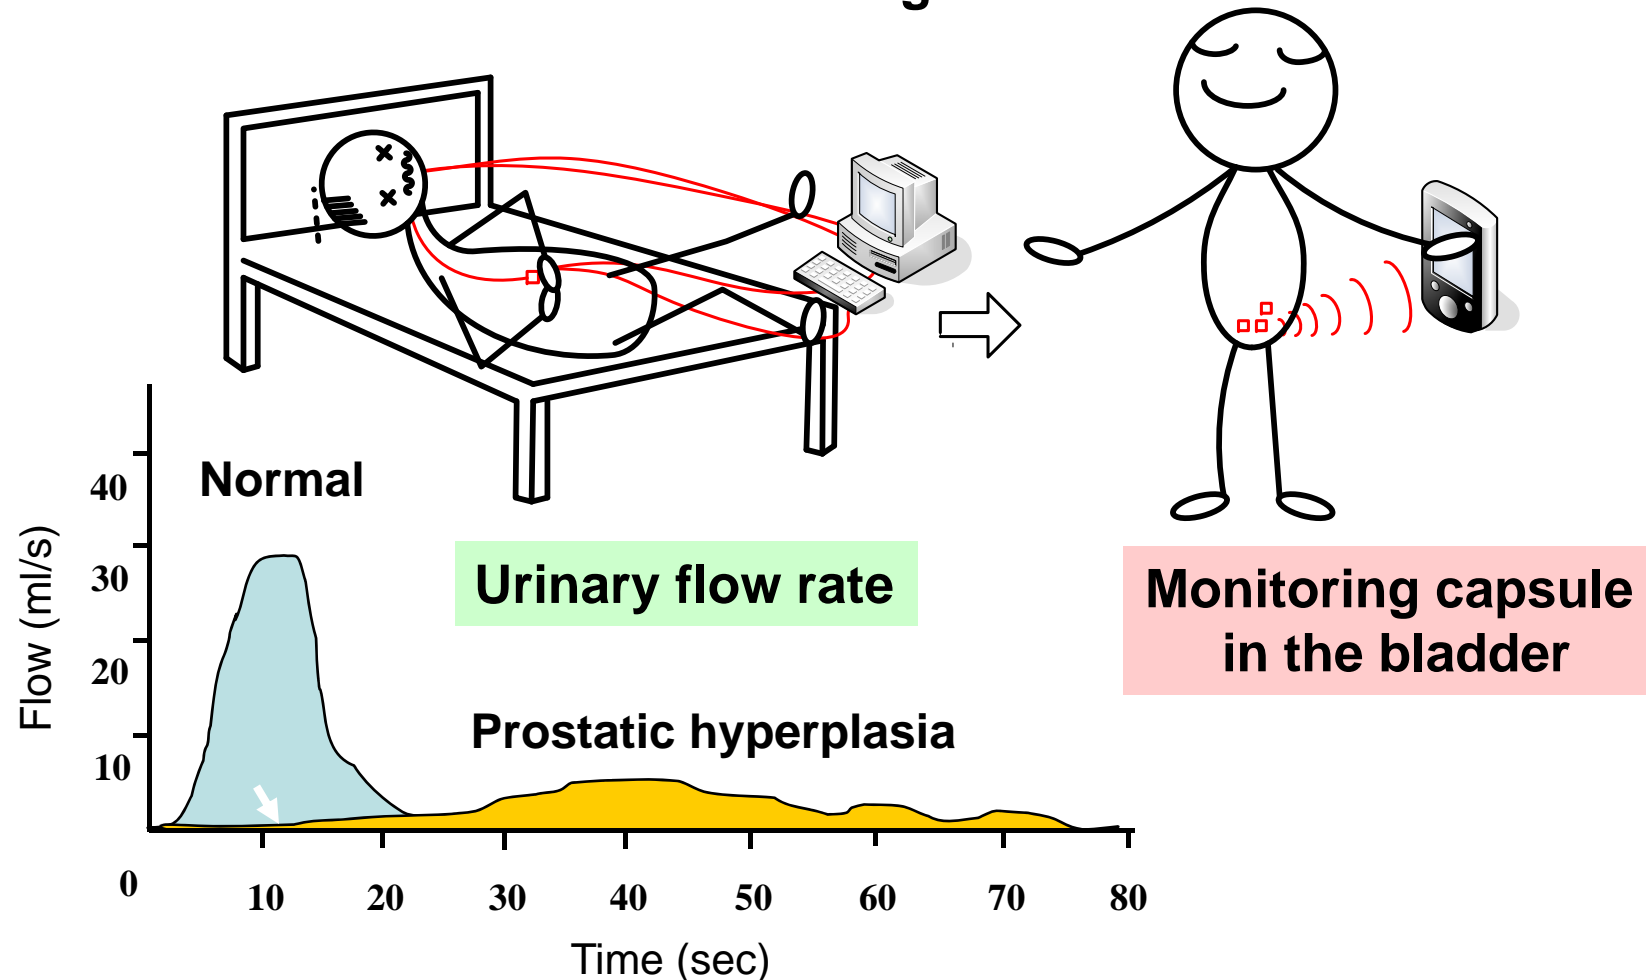 Normal
Urinary flow rate
Monitoring capsule
in the bladder
Prostatic hyperplasia
Flow (ml/s)
40
30
20
10
0
10 20 30 40 50 60 70 80
Time (sec)